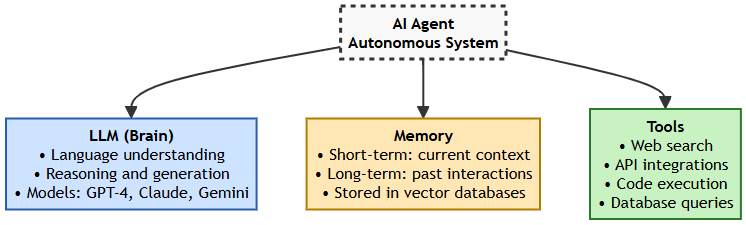 AI Agent
Autonomous System
LLM (Brain)
• Language understanding
• Reasoning and generation
• Models: GPT-4, Claude, Gemini
Memory
• Short-term: current context
• Long-term: past interactions
• Stored in vector databases
Tools
• Web search
• API integrations
• Code execution
• Database queries